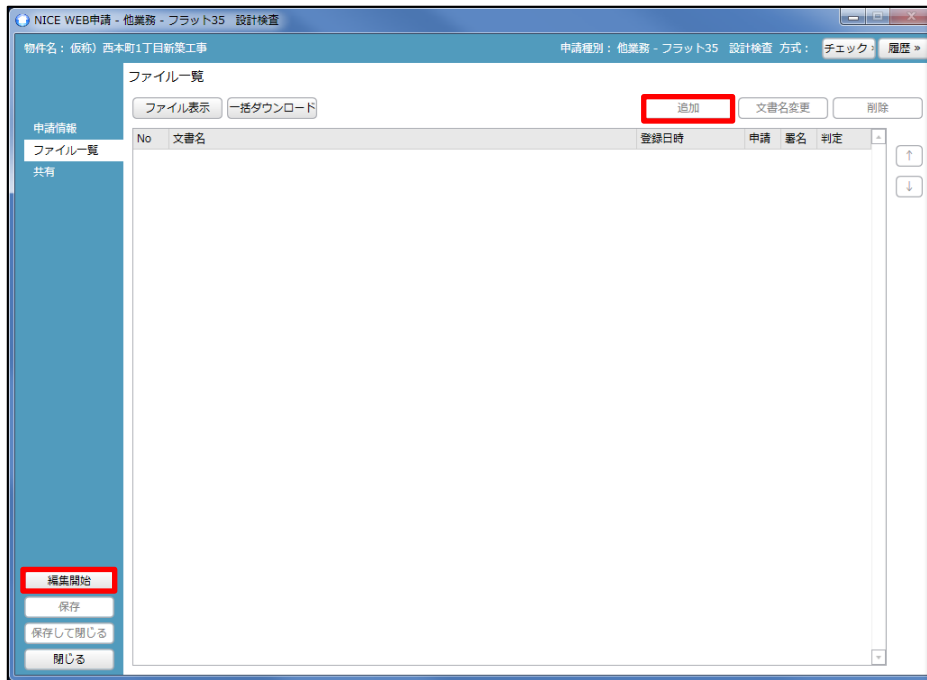 NICE WEB申請 - 他業務 - フラット35　設計検査
物件名： 仮称）西本町1丁目新築工事
申請種別： 他業務 - フラット35　設計検査 方式：
チェック »
履歴 »
申請情報
ファイル一覧
共有
ファイル一覧
ファイル表示
一括ダウンロード
追加
文書名変更
削除
No 文書名 登録日時 申請 署名 判定
↑
↓
編集開始
保存
保存して閉じる
閉じる